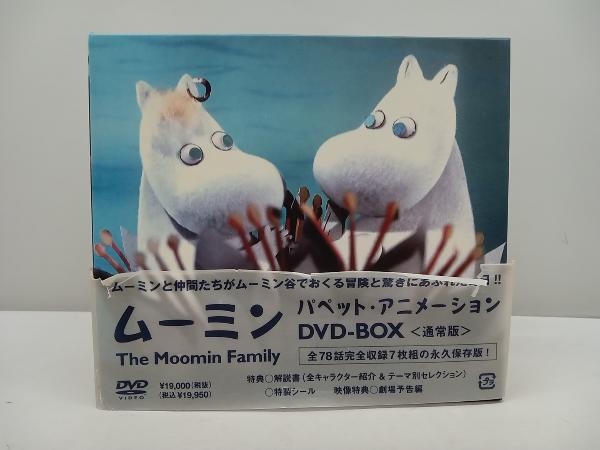 ムーミンと仲間たちがムーミン谷でおくる冒険と驚きにあふれた日!!
ムーミン パペット・アニメーション
DVD-BOX <通常版>
The Moomin Family
全78話完全収録7枚組の永久保存版!
DVD VIDEO
¥19,000(税抜)
(税込 ¥19,950)
特典○解説書(全キャラクター紹介 & テーマ別セレクション)
○特製シール 映像特典○劇場予告編
プラ